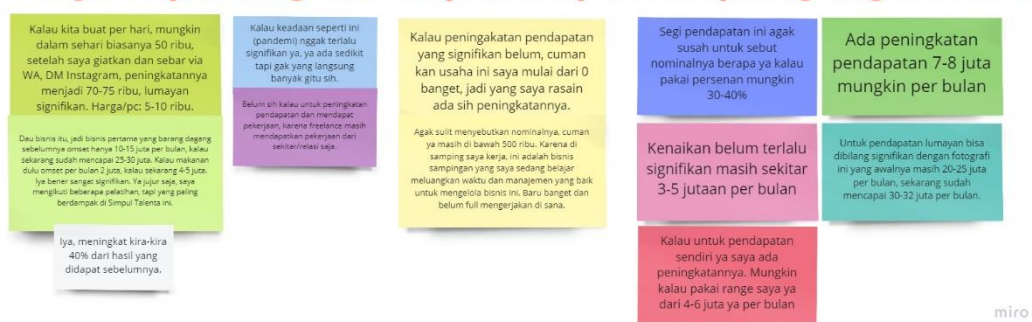 Kalau kita buat per hari, mungkin
dalam sehari biasanya 50 ribu,
setelah saya giatkan dan sebar via
WA, DM Instagram, peningkatannya
menjadi 70-75 ribu, lumayan
signifikan. Harga/pc: 5-10 ribu.
Dau bisnis itu, jadi bisnis pertama yang barang dagang
sebelumnya omset hanya 10-15 juta per bulan, kalau
sekarang sudah mencapai 25-30 juta. Kalau makanan
dulu omset per bulan 2 juta, kalau sekarang 4-5 juta.
Iya bener sangat signifikan. Ya jujur saja, saya
mengikuti beberapa pelatihan, tapi yang paling
berdampak di Simpul Talenta ini.
Iya, meningkat kira-kira
40% dari hasil yang
didapat sebelumnya.
Kalau keadaan seperti ini
(pandemi) nggak terlalu
signifikan ya, ya ada sedikit
tapi gak yang langsung
banyak gitu sih.
Belum sih kalau untuk peningkatan
pendapatan dan mendapat
pekerjaan, karena freelance masih
mendapatkan pekerjaan dari
sekitar/relasi saja.
Kalau peningakatan pendapatan
yang signifikan belum, cuman
kan usaha ini saya mulai dari 0
banget, jadi yang saya rasain
ada sih peningkatannya.
Agak sulit menyebutkan nominalnya, cuman
ya masih di bawah 500 ribu. Karena di
samping saya kerja, ini adalah bisnis
sampingan yang saya sedang belajar
meluangkan waktu dan manajemen yang baik
untuk mengelola bisnis ini. Baru banget dan
belum full mengerjakan di sana.
Segi pendapatan ini agak
susah untuk sebut
nominalnya berapa ya kalau
pakai persenan mungkin
30-40%
Kenaikan belum terlalu
signifikan masih sekitar
3-5 jutaan per bulan
Kalau untuk pendapatan
sendiri ya saya ada
peningkatannya. Mungkin
kalau pakai range saya ya
dari 4-6 juta ya per bulan
Ada peningkatan
pendapatan 7-8 juta
mungkin per bulan
Untuk pendapatan lumayan bisa
dibilang signifikan dengan fotografi
ini yang awalnya masih 20-25 juta
per bulan, sekarang sudah
mencapai 30-32 juta per bulan.
miro